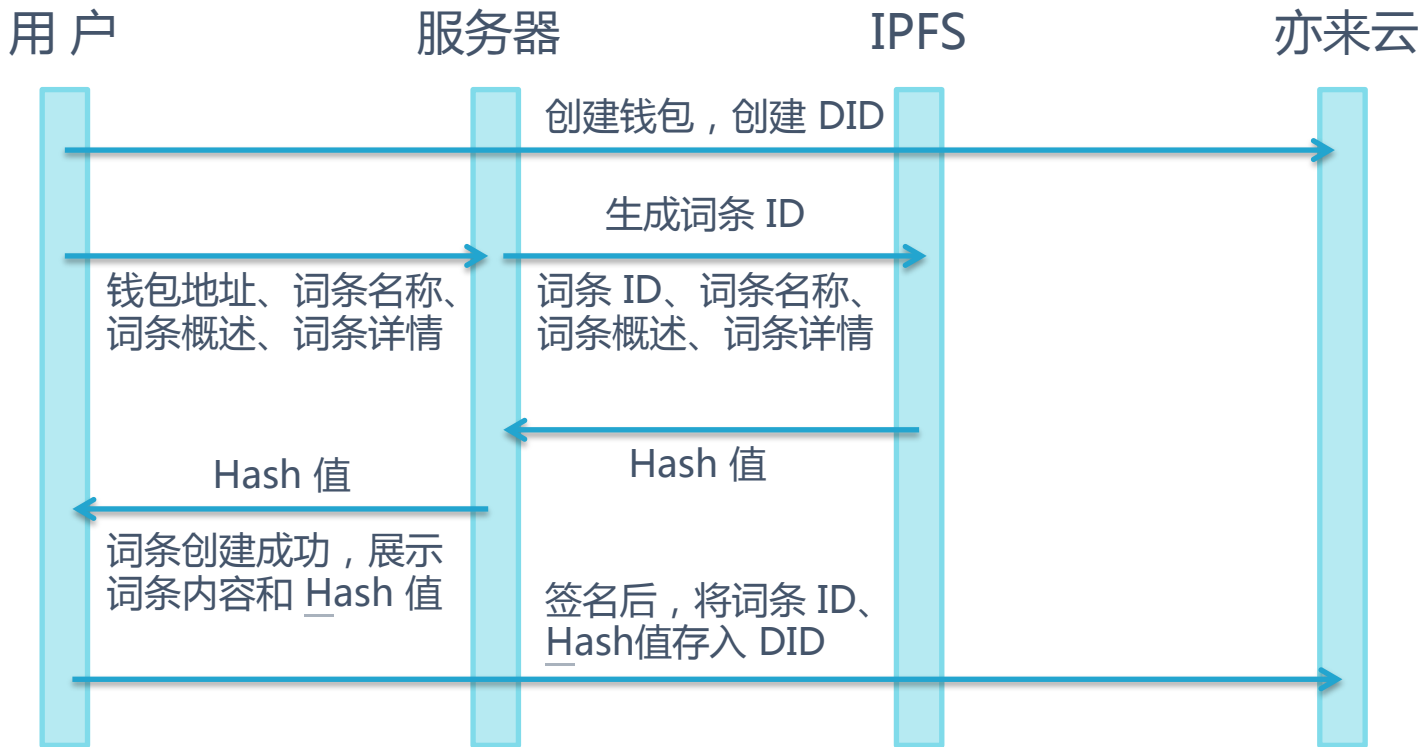 用 户
服务器
IPFS
亦来云
创建钱包，创建 DID
生成词条 ID
钱包地址、词条名称、
词条概述、词条详情
词条 ID、词条名称、
词条概述、词条详情
Hash 值
Hash 值
词条创建成功，展示
词条内容和 Hash 值
签名后，将词条 ID、
Hash值存入 DID